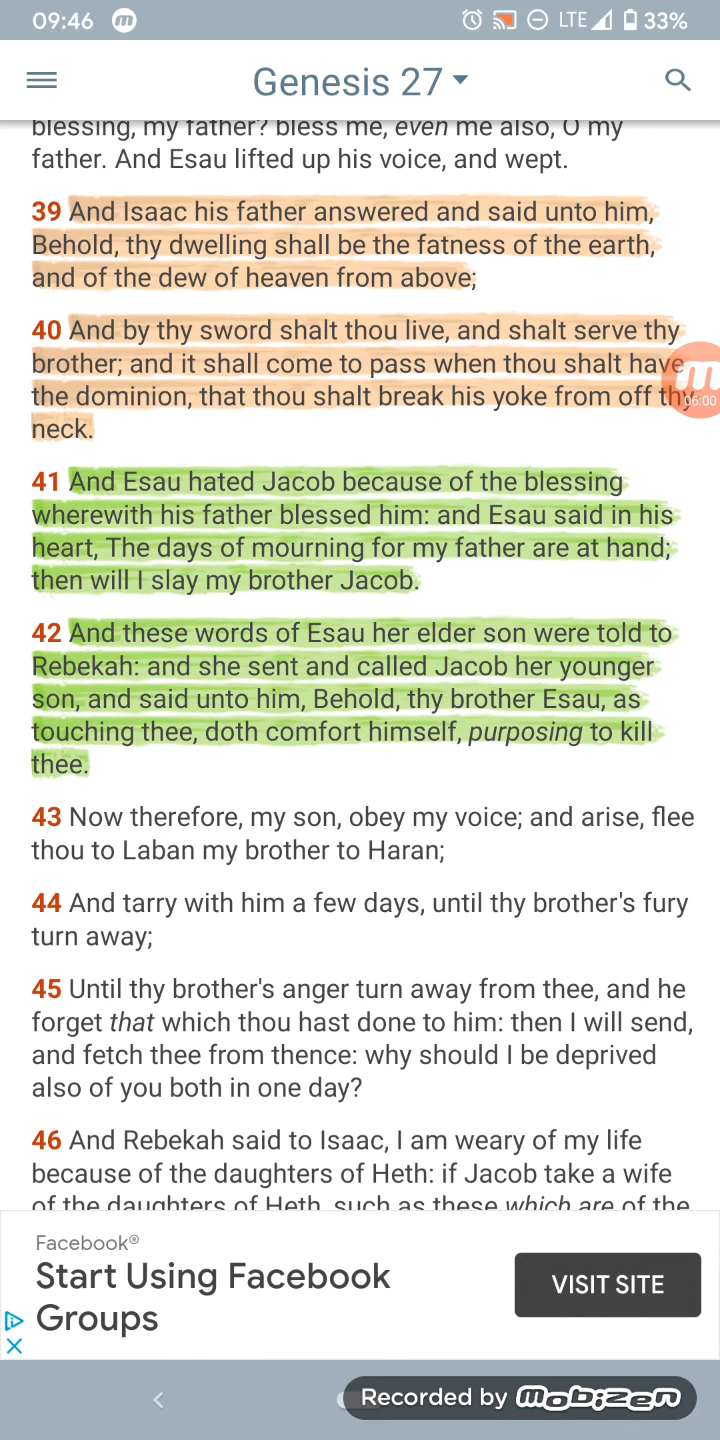 09:46 m LTE 33%
Genesis 27
blessing, my father? bless me, even me also, O my
father. And Esau lifted up his voice, and wept.
39 And Isaac his father answered and said unto him,
Behold, thy dwelling shall be the fatness of the earth,
and of the dew of heaven from above;
40 And by thy sword shalt thou live, and shalt serve thy
brother; and it shall come to pass when thou shalt have
the dominion, that thou shalt break his yoke from off thy
neck.
m
06:00
41 And Esau hated Jacob because of the blessing
wherewith his father blessed him: and Esau said in his
heart, The days of mourning for my father are at hand;
then will I slay my brother Jacob.
42 And these words of Esau her elder son were told to
Rebekah: and she sent and called Jacob her younger
son, and said unto him, Behold, thy brother Esau, as
touching thee, doth comfort himself, purposing to kill
thee.
43 Now therefore, my son, obey my voice; and arise, flee
thou to Laban my brother to Haran;
44 And tarry with him a few days, until thy brother's fury
turn away;
45 Until thy brother's anger turn away from thee, and he
forget that which thou hast done to him: then I will send,
and fetch thee from thence: why should I be deprived
also of you both in one day?
46 And Rebekah said to Isaac, I am weary of my life
because of the daughters of Heth: if Jacob take a wife
of the daughters of Heth, such as these which are of the
Facebook®
Start Using Facebook
Groups
VISIT SITE
Recorded by mobizen